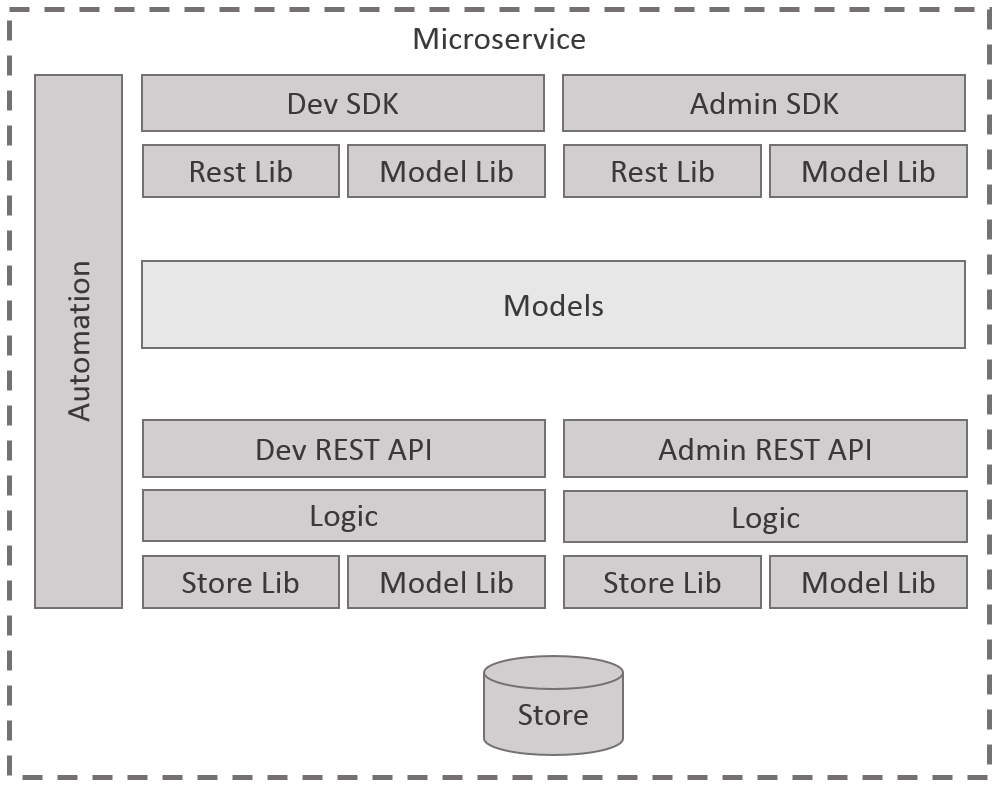 Microservice
Automation
Dev SDK
Admin SDK
Rest Lib
Model Lib
Rest Lib
Model Lib
Models
Dev REST API
Admin REST API
Logic
Logic
Store Lib
Model Lib
Store Lib
Model Lib
Store